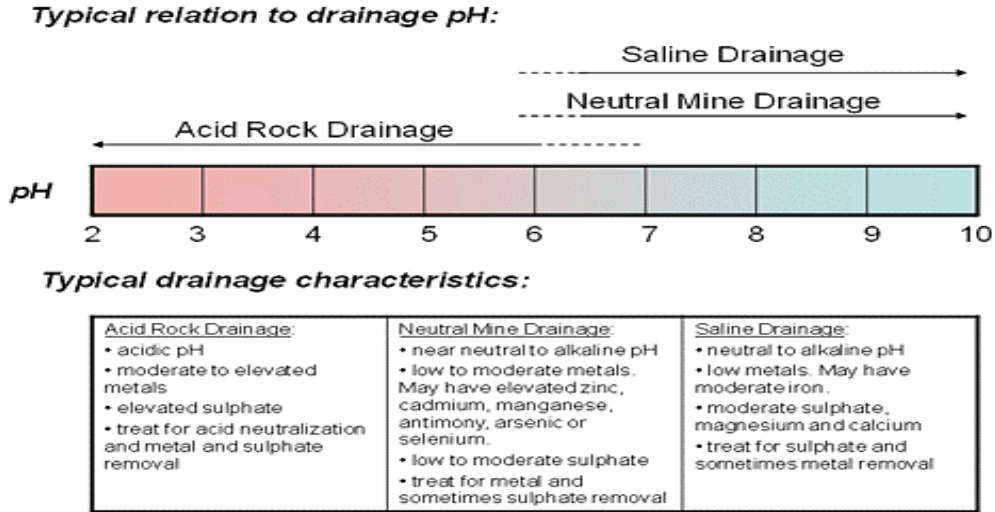 Typical relation to drainage pH:
Saline Drainage
Neutral Mine Drainage
Acid Rock Drainage
pH
2 3 4 5 6 7 8 9 10
Typical drainage characteristics:
Acid Rock Drainage:
• acidic pH
• moderate to elevated
metals
• elevated sulphate
• treat for acid neutralization
and metal and sulphate
removal
Neutral Mine Drainage:
• near neutral to alkaline pH
• low to moderate metals.
May have elevated zinc,
cadmium, manganese,
antimony, arsenic or
selenium.
• low to moderate sulphate
• treat for metal and
sometimes sulphate removal
Saline Drainage:
• neutral to alkaline pH
• low metals. May have
moderate iron.
• moderate sulphate,
magnesium and calcium
• treat for sulphate and
sometimes metal removal